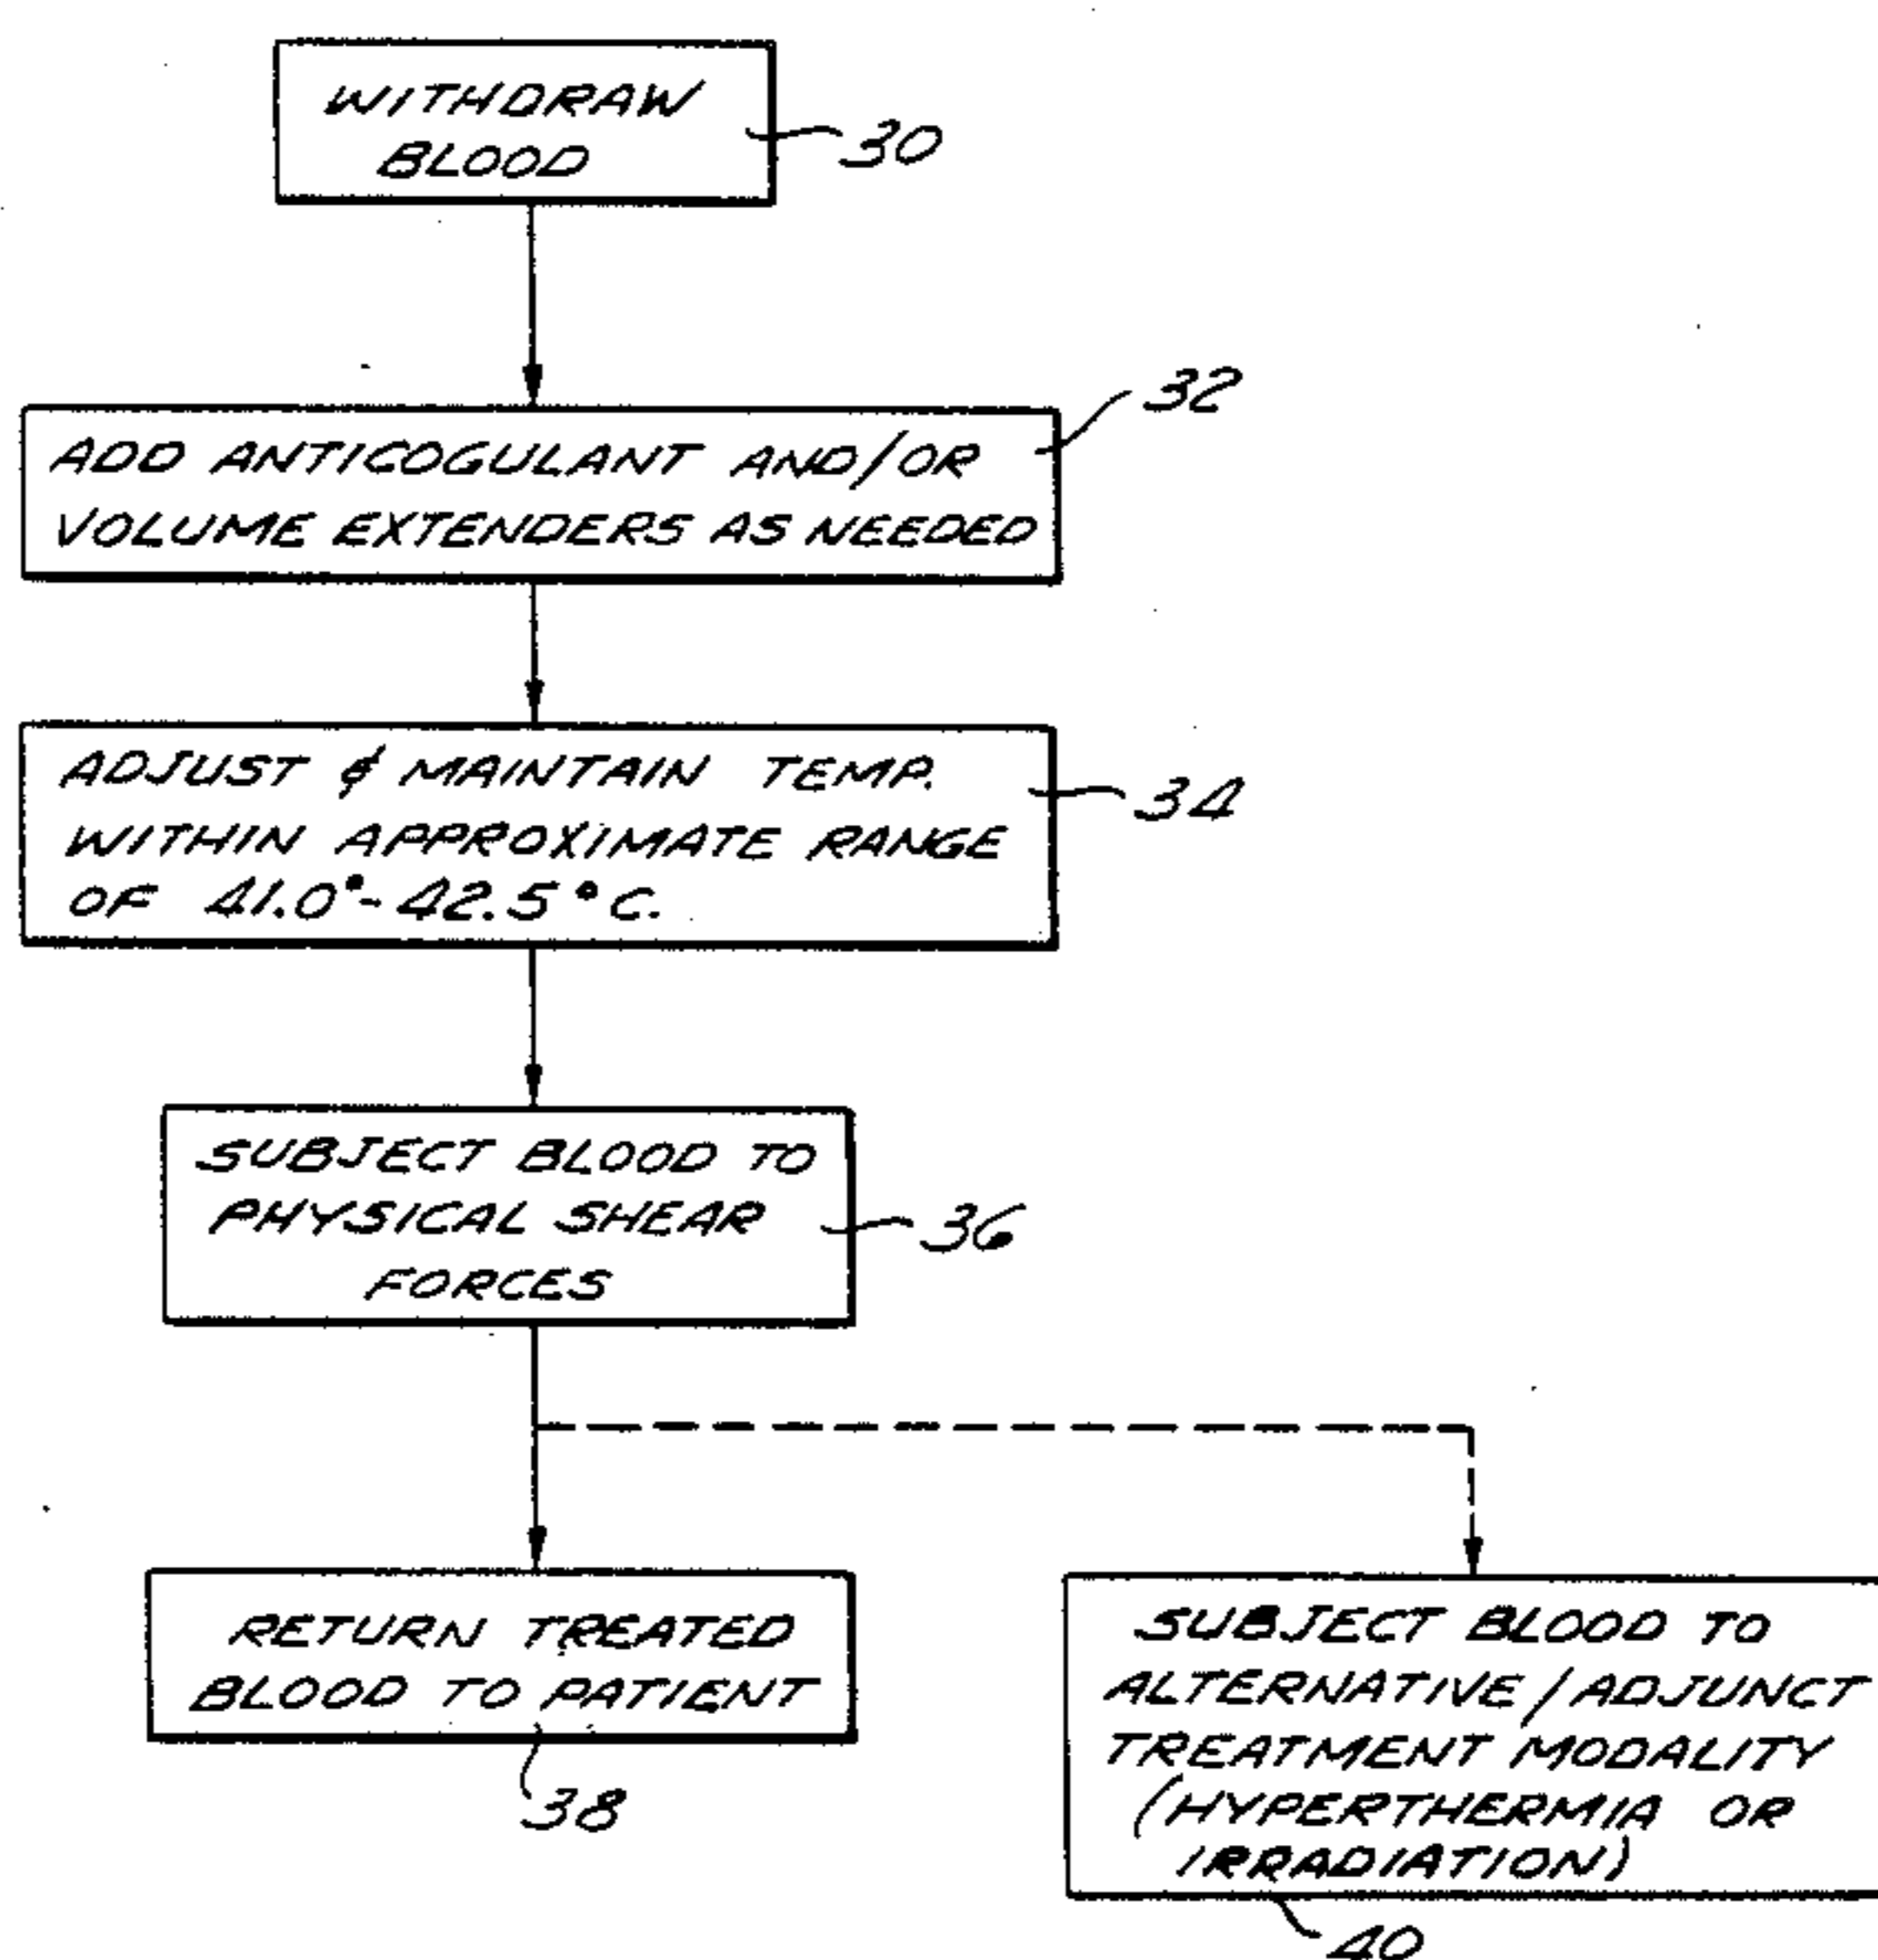 WITHDRAW
BLOOD
30
32
ADD ANTICOGULANT AND/OR
VOLUME EXTENDERS AS NEEDED
ADJUST & MAINTAIN TEMP.
WITHIN APPROXIMATE RANGE
OF 41.0°-42.5°C.
34
SUBJECT BLOOD TO
PHYSICAL SHEAR
FORCES
36
RETURN TREATED
BLOOD TO PATIENT
38
SUBJECT BLOOD TO
ALTERNATIVE/ADJUNCT
TREATMENT MODALITY
(HYPERTHERMIA OR
IRRADIATION)
40